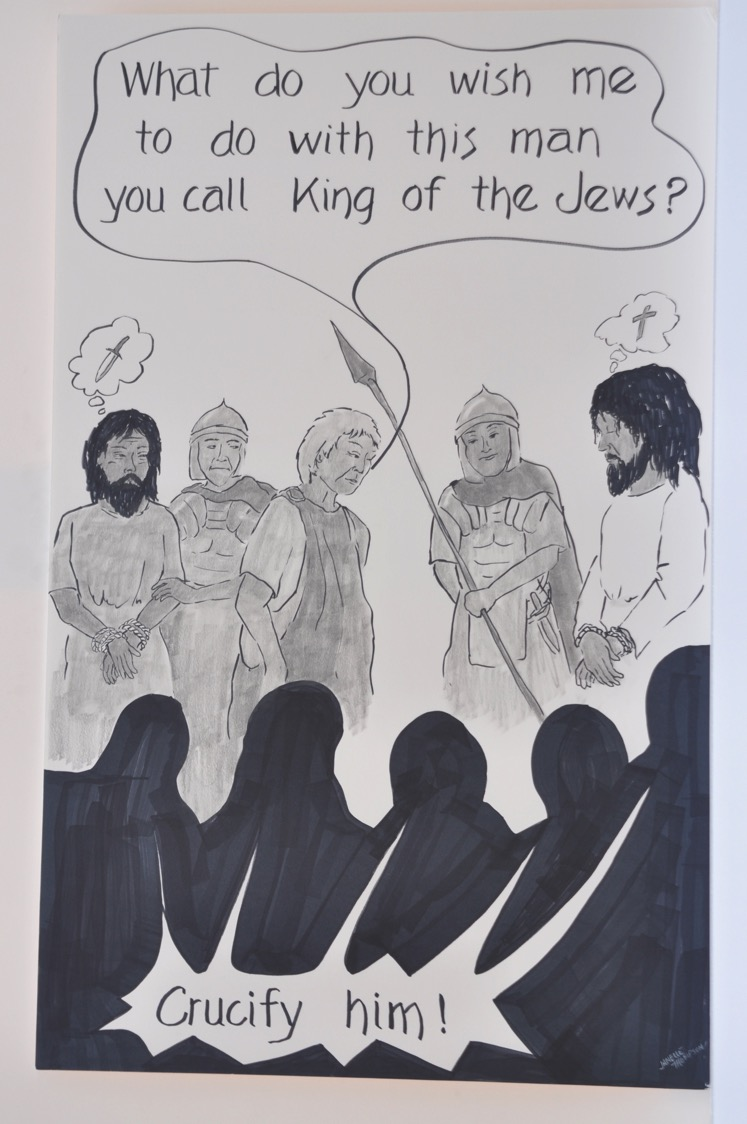 What do you wish me
to do with this man
you call King of the Jews?
Crucify him!